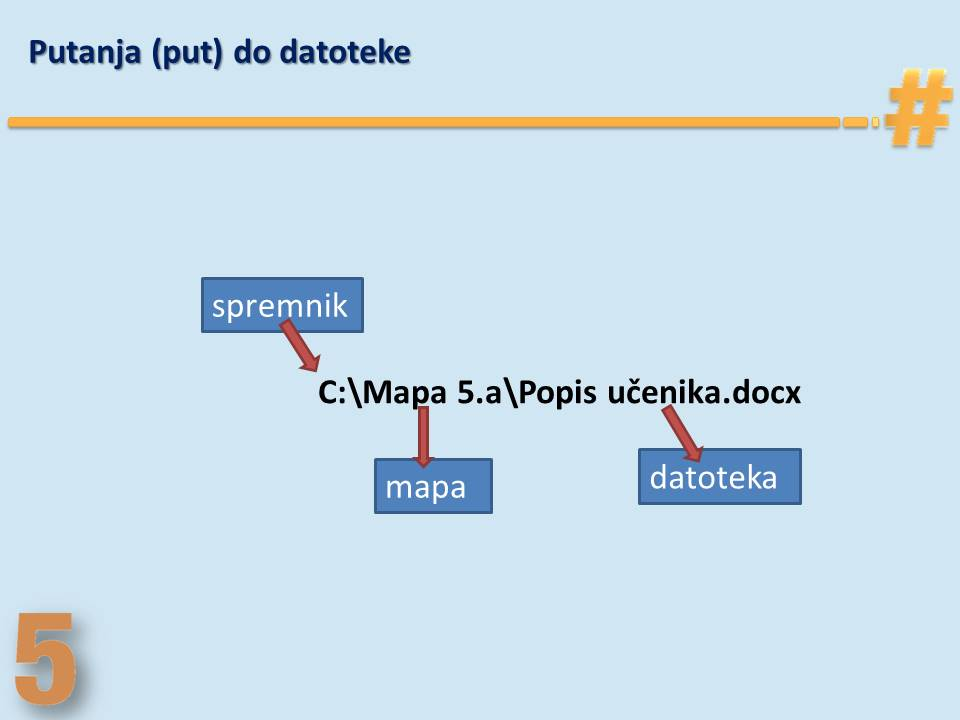 Putanja (put) do datoteke
#
spremnik
C:\Mapa 5.a\Popis učenika.docx
mapa
datoteka
5